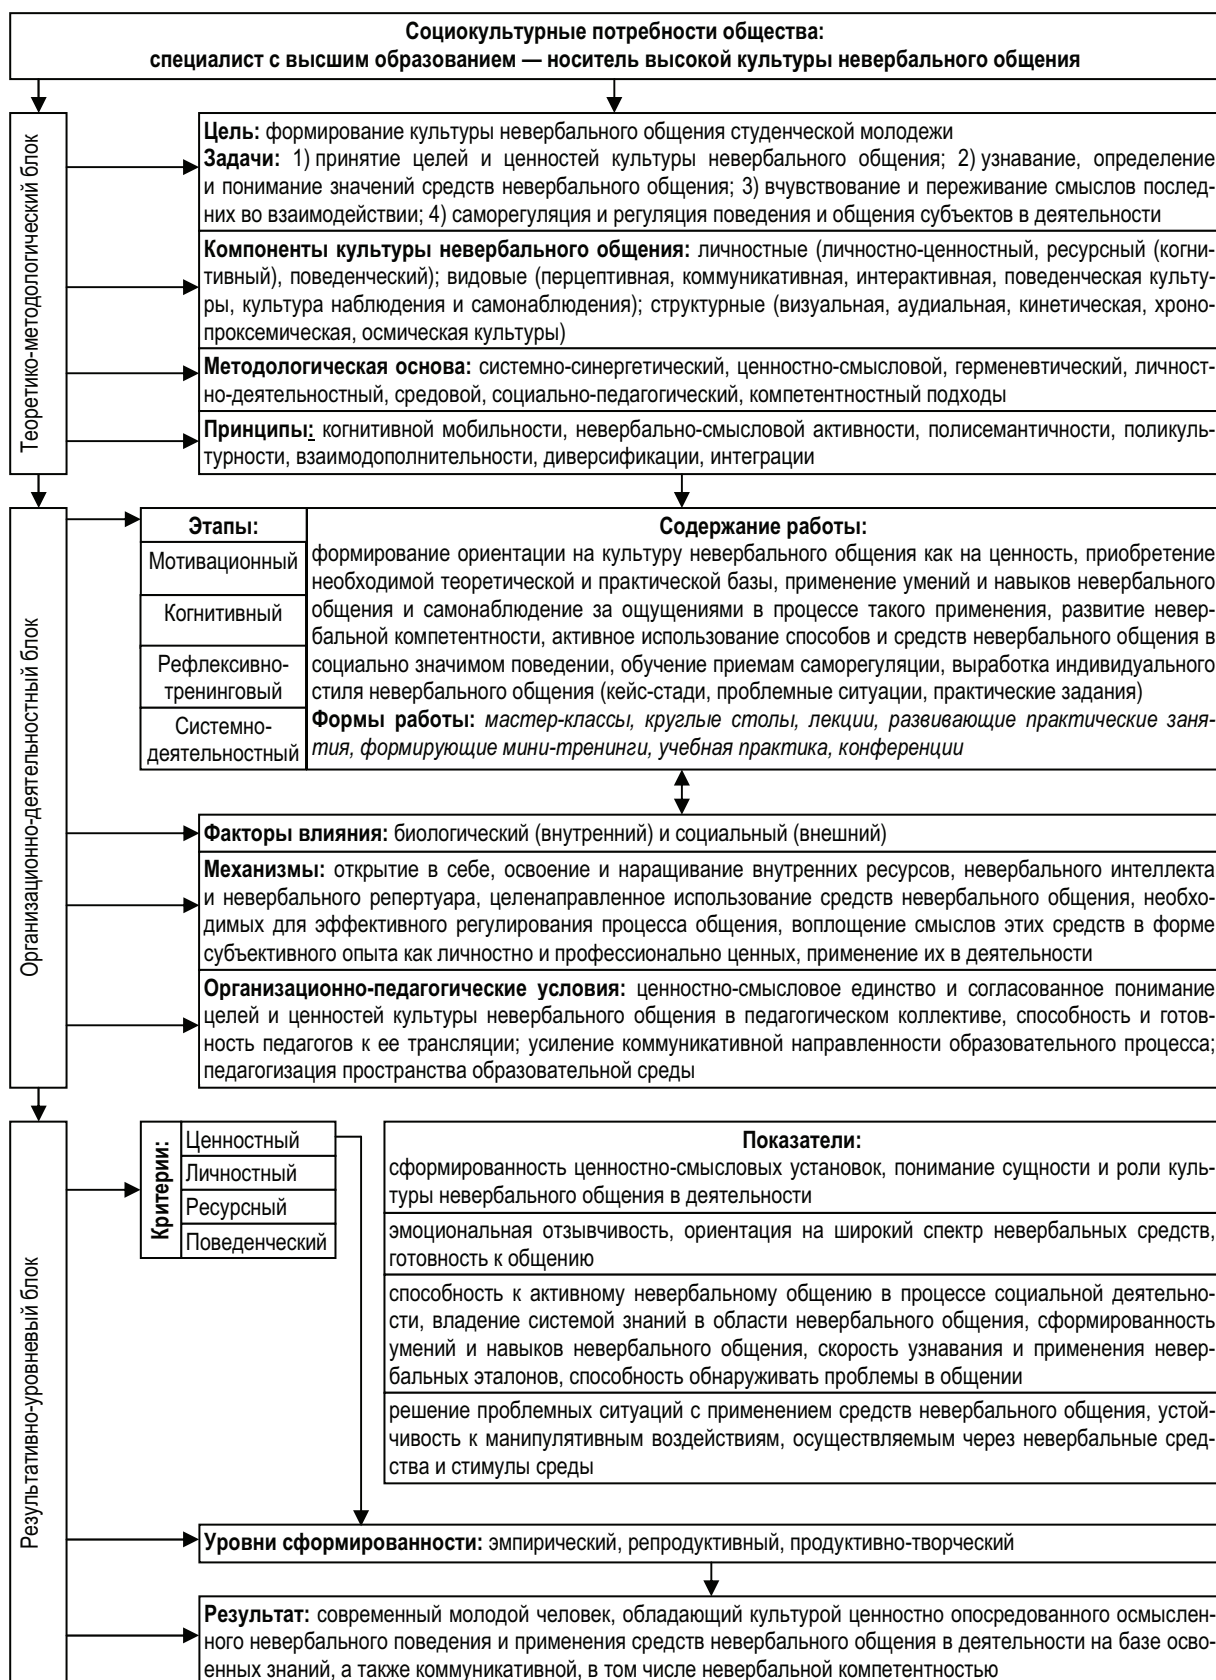 Социокультурные потребности общества:
специалист с высшим образованием — носитель высокой культуры невербального общения
Теоретико-методологический блок
Цель: формирование культуры невербального общения студенческой молодежи
Задачи: 1) принятие целей и ценностей культуры невербального общения; 2) узнавание, определение
и понимание значений средств невербального общения; 3) вчувствование и переживание смыслов послед-
них во взаимодействии; 4) саморегуляция и регуляция поведения и общения субъектов в деятельности
Компоненты культуры невербального общения: личностные (личностно-ценностный, ресурсный (когни-
тивный), поведенческий); видовые (перцептивная, коммуникативная, интерактивная, поведенческая культу-
ры, культура наблюдения и самонаблюдения); структурные (визуальная, аудиальная, кинетическая, хроно-
проксемическая, осмическая культуры)
Методологическая основа: системно-синергетический, ценностно-смысловой, герменевтический, личност-
но-деятельностный, средовой, социально-педагогический, компетентностный подходы
Принципы: когнитивной мобильности, невербально-смысловой активности, полисемантичности, поликуль-
турности, взаимодополнительности, диверсификации, интеграции
Организационно-деятельностный блок
Этапы:
Мотивационный
Когнитивный
Рефлексивно-
тренинговый
Системно-
деятельностный
Содержание работы:
формирование ориентации на культуру невербального общения как на ценность, приобретение
необходимой теоретической и практической базы, применение умений и навыков невербального
общения и самонаблюдение за ощущениями в процессе такого применения, развитие невер-
бальной компетентности, активное использование способов и средств невербального общения в
социально значимом поведении, обучение приемам саморегуляции, выработка индивидуального
стиля невербального общения (кейс-стади, проблемные ситуации, практические задания)
Формы работы: мастер-классы, круглые столы, лекции, развивающие практические заня-
тия, формирующие мини-тренинги, учебная практика, конференции
Факторы влияния: биологический (внутренний) и социальный (внешний)
Механизмы: открытие в себе, освоение и наращивание внутренних ресурсов, невербального интеллекта
и невербального репертуара, целенаправленное использование средств невербального общения, необхо-
димых для эффективного регулирования процесса общения, воплощение смыслов этих средств в форме
субъективного опыта как личностно и профессионально ценных, применение их в деятельности
Организационно-педагогические условия: ценностно-смысловое единство и согласованное понимание
целей и ценностей культуры невербального общения в педагогическом коллективе, способность и готов-
ность педагогов к ее трансляции; усиление коммуникативной направленности образовательного процесса;
педагогизация пространства образовательной среды
Результативно-уровневый блок
Критерии:
Ценностный
Личностный
Ресурсный
Поведенческий
Показатели:
сформированность ценностно-смысловых установок, понимание сущности и роли куль-
туры невербального общения в деятельности
эмоциональная отзывчивость, ориентация на широкий спектр невербальных средств,
готовность к общению
способность к активному невербальному общению в процессе социальной деятельно-
сти, владение системой знаний в области невербального общения, сформированность
умений и навыков невербального общения, скорость узнавания и применения невер-
бальных эталонов, способность обнаруживать проблемы в общении
решение проблемных ситуаций с применением средств невербального общения, устой-
чивость к манипулятивным воздействиям, осуществляемым через невербальные сред-
ства и стимулы среды
Уровни сформированности: эмпирический, репродуктивный, продуктивно-творческий
Результат: современный молодой человек, обладающий культурой ценностно опосредованного осмыслен-
ного невербального поведения и применения средств невербального общения в деятельности на базе осво-
енных знаний, а также коммуникативной, в том числе невербальной компетентностью